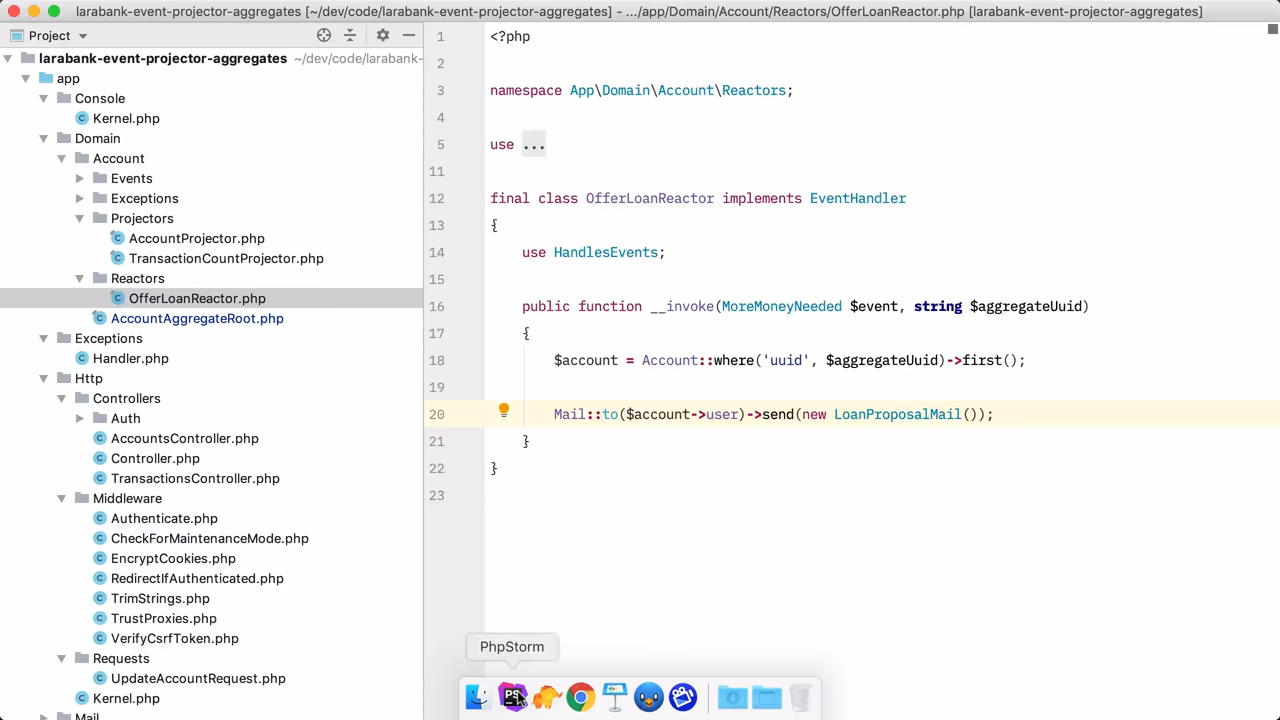 larabank-event-projector-aggregates [~/dev/code/larabank-event-projector-aggregates] - .../app/Domain/Account/Reactors/OfferLoanReactor.php [larabank-event-projector-aggregates]
Project
larabank-event-projector-aggregates ~/dev/code/larabank-
app
Console
Kernel.php
Domain
Account
Events
Exceptions
Projectors
AccountProjector.php
TransactionCountProjector.php
Reactors
OfferLoanReactor.php
AccountAggregateRoot.php
Exceptions
Handler.php
Http
Controllers
Auth
AccountsController.php
Controller.php
TransactionsController.php
Middleware
Authenticate.php
CheckForMaintenanceMode.php
EncryptCookies.php
RedirectIfAuthenticated.php
TrimStrings.php
TrustProxies.php
VerifyCsrfToken.php
Requests
UpdateAccountRequest.php
Kernel.php
Mail
1 <?php
2
3 namespace App\Domain\Account\Reactors;
4
5 use ...
11
12 final class OfferLoanReactor implements EventHandler
13 {
14 use HandlesEvents;
15
16 public function __invoke(MoreMoneyNeeded $event, string $aggregateUuid)
17 {
18 $account = Account::where('uuid', $aggregateUuid)->first();
19
20 Mail::to($account->user)->send(new LoanProposalMail());
21 }
22 }
23
PhpStorm
PS